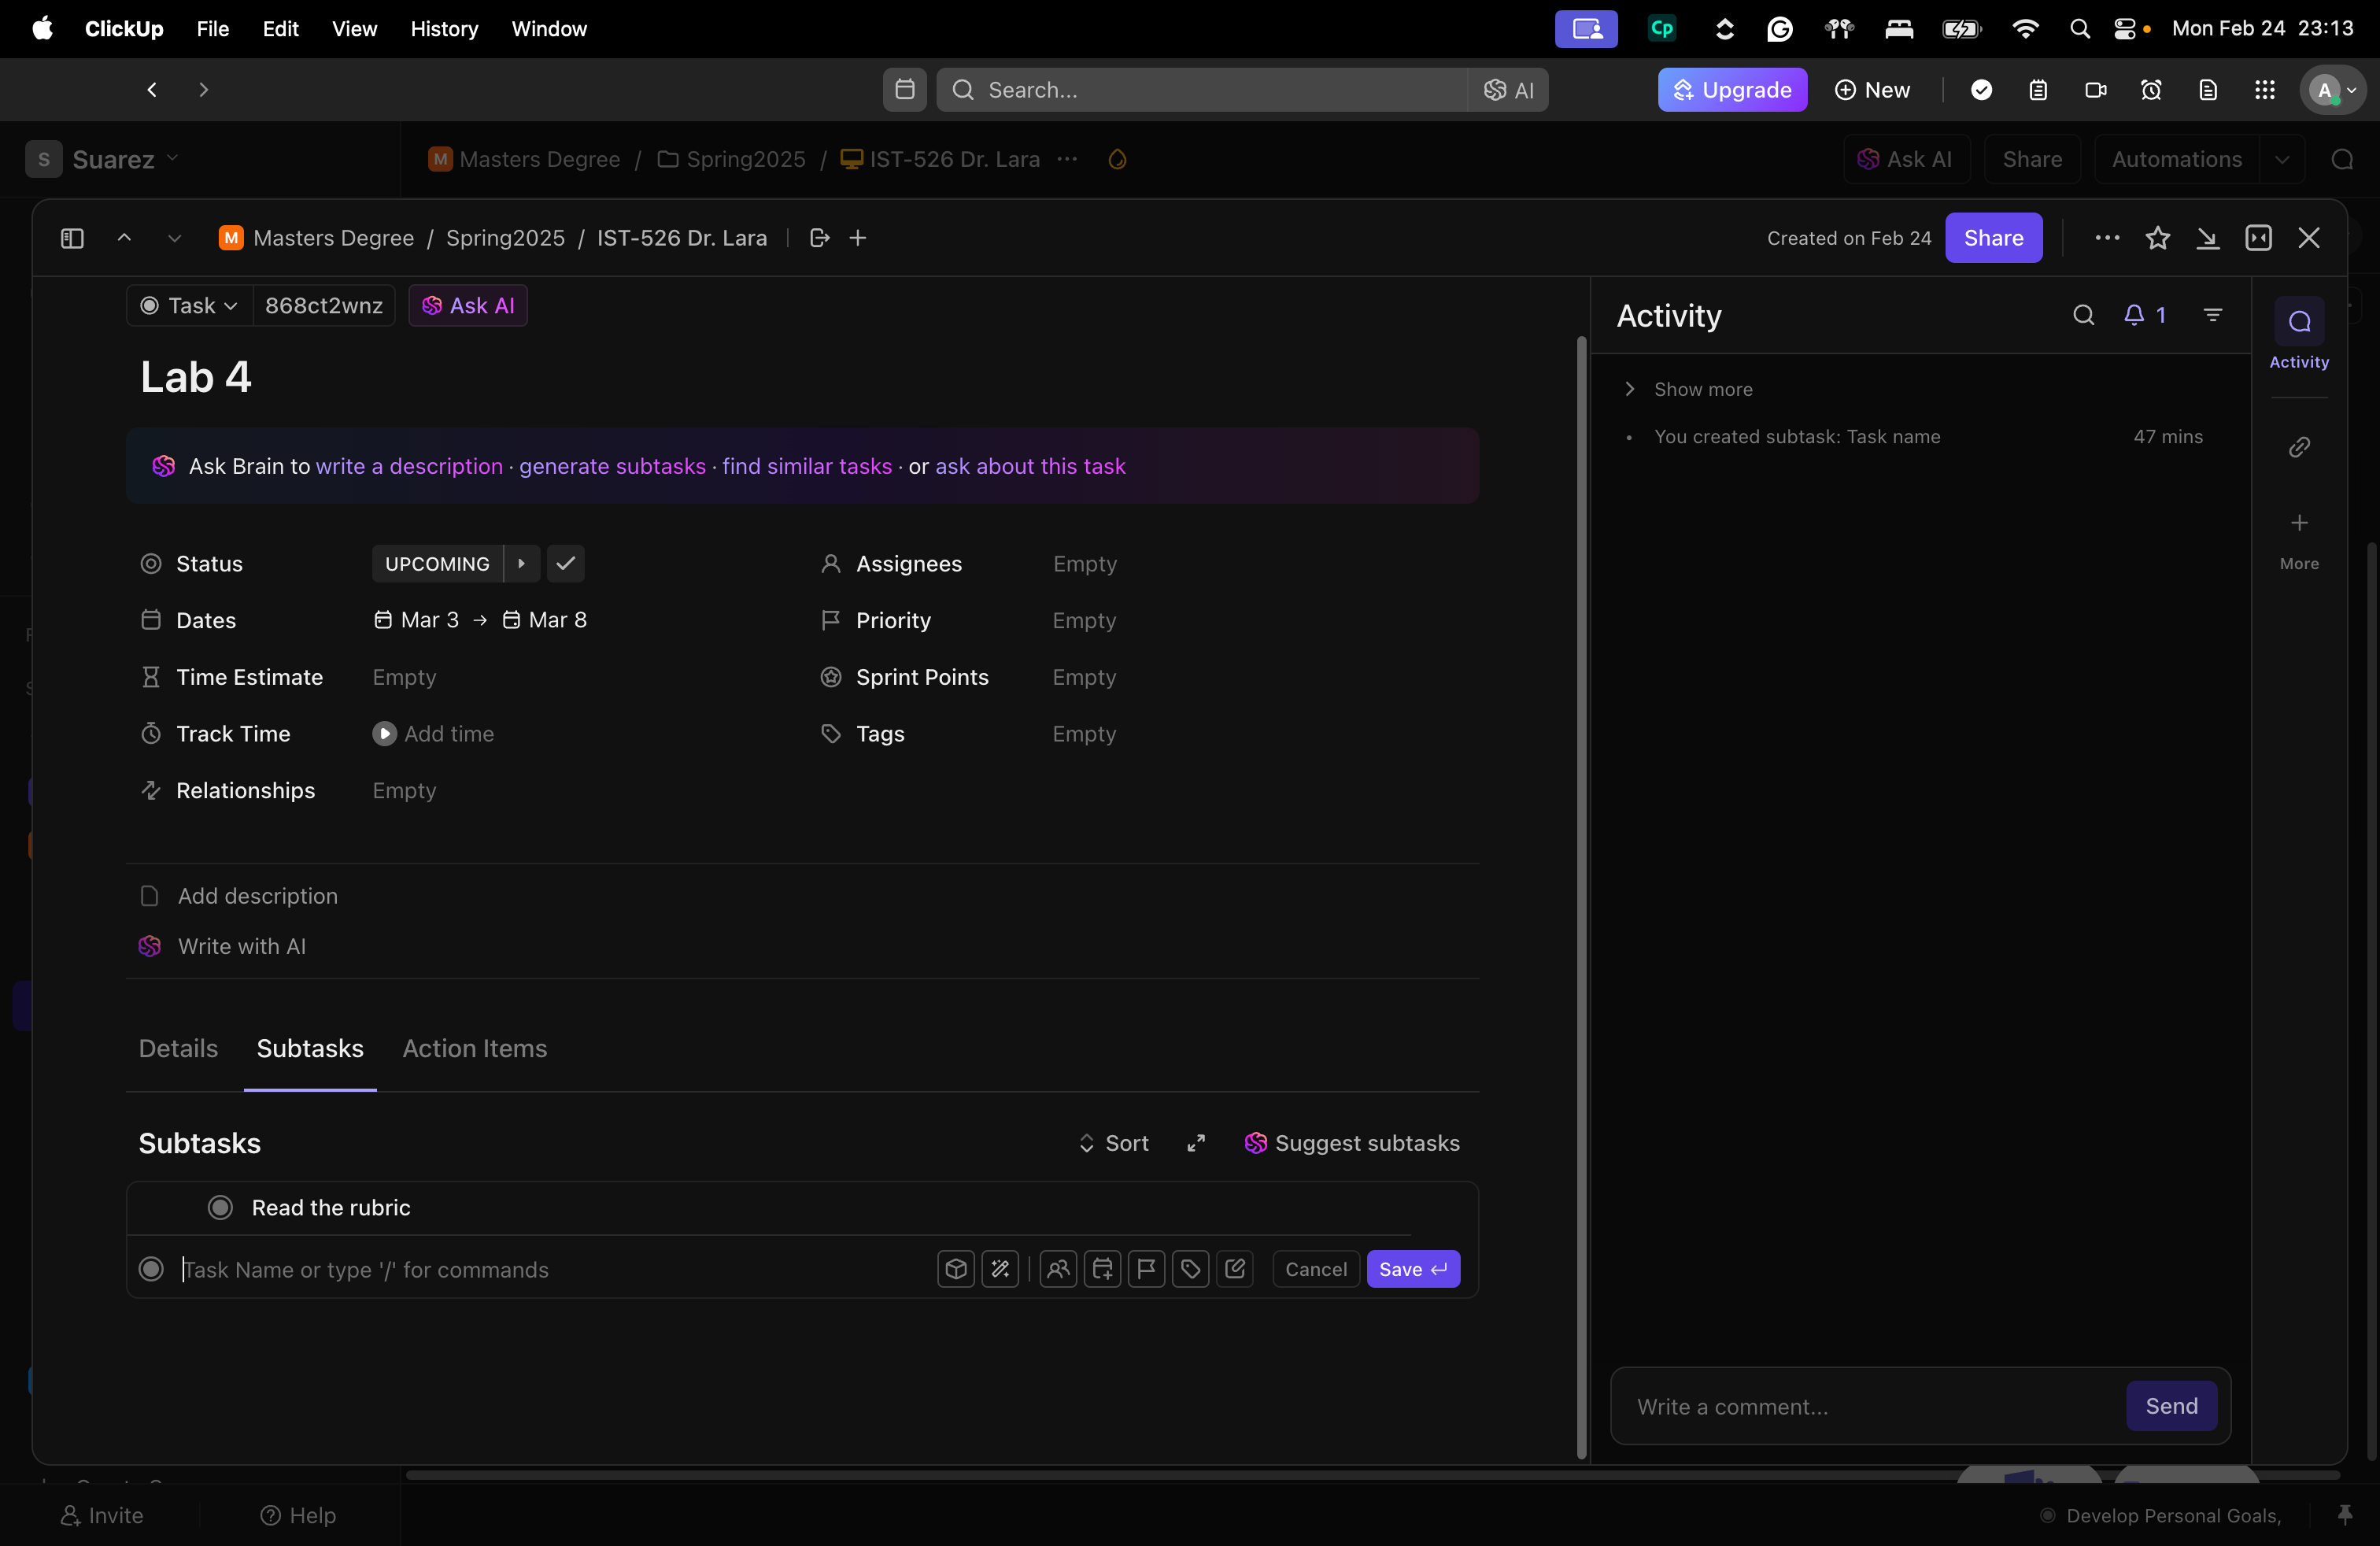 ClickUp File Edit View History Window Cp Mon Feb 24 23:13
Search... AI Upgrade New A
S Suarez M Masters Degree / Spring2025 / IST-526 Dr. Lara Ask AI Share Automations
M Masters Degree / Spring2025 / IST-526 Dr. Lara Created on Feb 24 Share
Task 868ct2wnz Ask AI
Lab 4
Ask Brain to write a description · generate subtasks · find similar tasks · or ask about this task
Status UPCOMING Assignees Empty
Dates Mar 3 → Mar 8 Priority Empty
Time Estimate Empty Sprint Points Empty
Track Time Add time Tags Empty
Relationships Empty
Add description
Write with AI
Details Subtasks Action Items
Subtasks Sort Suggest subtasks
Read the rubric
Task Name or type '/' for commands Cancel Save
Activity 1
Show more
• You created subtask: Task name 47 mins
Write a comment... Send
Activity
More
Invite Help Develop Personal Goals,